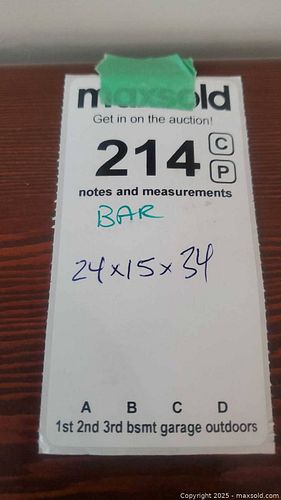 maxsold
Get in on the auction!
214 C
P
notes and measurements
BAR
24x15x34
A B C D
1st 2nd 3rd bsmt garage outdoors
Copyright 2025 - maxsold.com